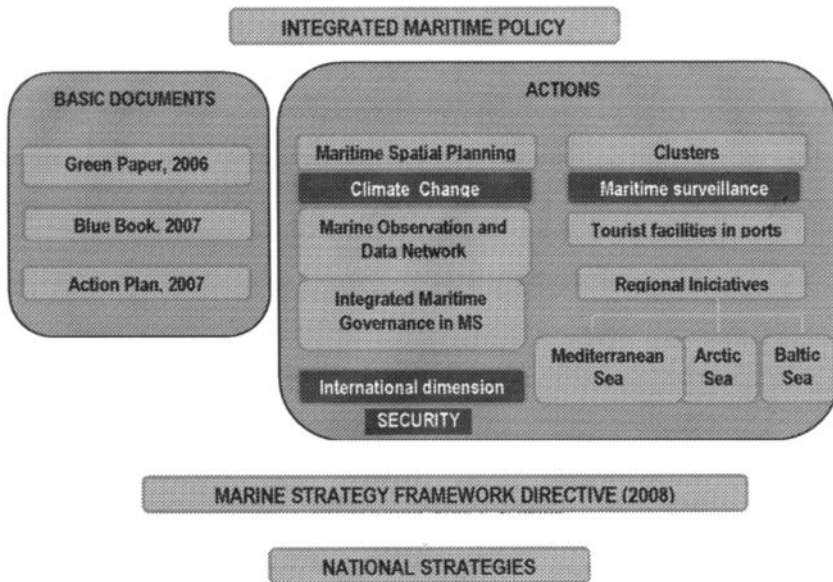 INTEGRATED MARITIME POLICY
BASIC DOCUMENTS
Green Paper, 2006
Blue Book, 2007
Action Plan, 2007
ACTIONS
Maritime Spatial Planning
Climate Change
Marine Observation and
Data Network
Integrated Maritime
Governance in MS
International dimension
SECURITY
Clusters
Maritime surveillance
Tourist facilities in ports
Regional Iniciatives
Mediterranean
Sea
Arctic
Sea
Baltic
Sea
MARINE STRATEGY FRAMEWORK DIRECTIVE (2008)
NATIONAL STRATEGIES